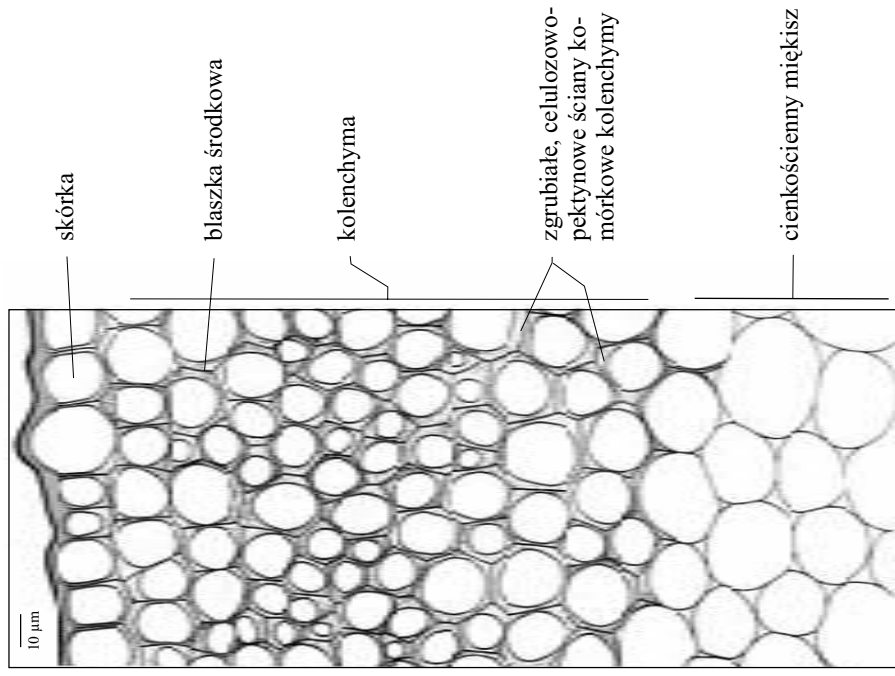 skórka
blaszka środkowa
kolenchyma
zgrubiałe, celulozowo-
pektynowe ściany ko-
mórkowe kolenchymy
cienkościenny miękisz
10 μm